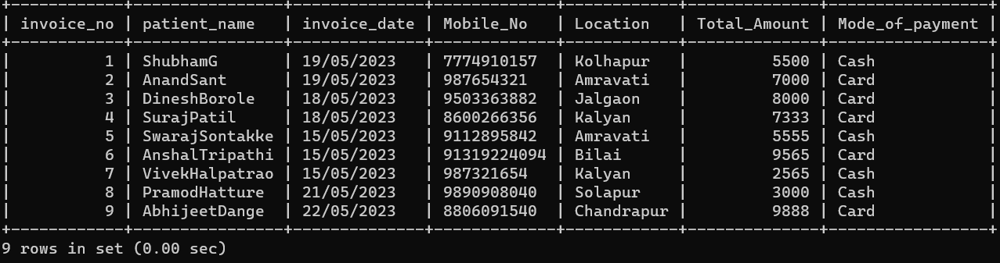 +------------+----------------+--------------+-------------+------------+--------------+-----------------+
| invoice_no | patient_name   | invoice_date | Mobile_No   | Location   | Total_Amount | Mode_of_payment |
+------------+----------------+--------------+-------------+------------+--------------+-----------------+
|          1 | ShubhamG       | 19/05/2023   | 7774910157  | Kolhapur   |         5500 | Cash            |
|          2 | AnandSant      | 19/05/2023   | 987654321   | Amravati   |         7000 | Card            |
|          3 | DineshBorole   | 18/05/2023   | 9503363882  | Jalgaon    |         8000 | Card            |
|          4 | SurajPatil     | 18/05/2023   | 8600266356  | Kalyan     |         7333 | Card            |
|          5 | SwarajSontakke | 15/05/2023   | 9112895842  | Amravati   |         5555 | Cash            |
|          6 | AnshalTripathi | 15/05/2023   | 91319224094 | Bilai      |         9565 | Card            |
|          7 | VivekHalpatrao | 15/05/2023   | 987321654   | Kalyan     |         2565 | Cash            |
|          8 | PramodHatture  | 21/05/2023   | 9890908040  | Solapur    |         3000 | Cash            |
|          9 | AbhijeetDange  | 22/05/2023   | 8806091540  | Chandrapur |         9888 | Card            |
+------------+----------------+--------------+-------------+------------+--------------+-----------------+
9 rows in set (0.00 sec)